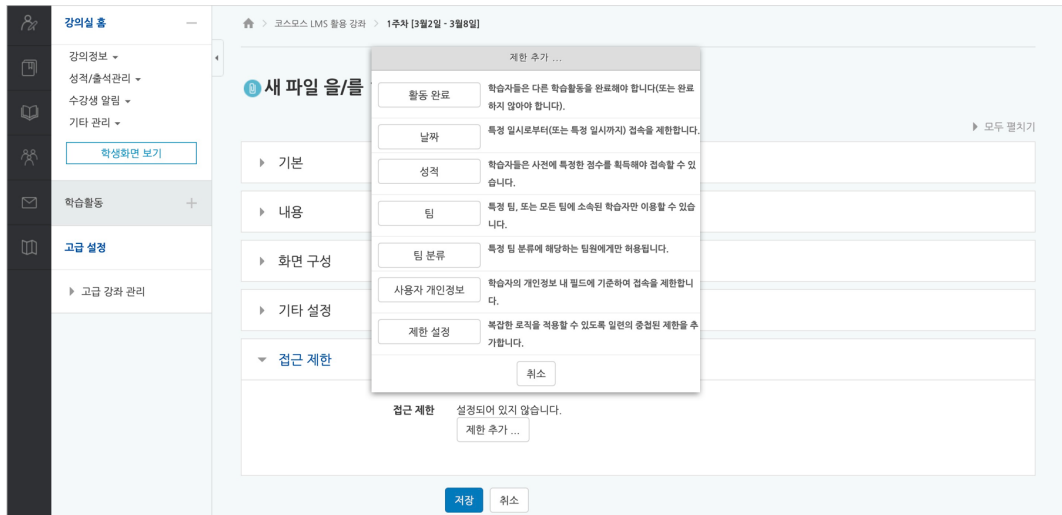 강의실 홈
강의정보
성적/출석관리
수강생 알림
기타 관리
학생화면 보기
학습활동
고급 설정
고급 강좌 관리
코스모스 LMS 활용 강좌 > 1주차 [3월2일 - 3월8일]
새 파일 을/를
모두 펼치기
기본
내용
화면 구성
기타 설정
접근 제한
접근 제한 설정되어 있지 않습니다.
제한 추가 ...
저장 취소
제한 추가 ...
활동 완료 학습자들은 다른 학습활동을 완료해야 합니다(또는 완료
하지 않아야 합니다).
날짜 특정 일시로부터(또는 특정 일시까지) 접속을 제한합니다.
성적 학습자들은 사전에 특정한 점수를 획득해야 접속할 수 있
습니다.
팀 특정 팀, 또는 모든 팀에 소속된 학습자만 이용할 수 있습
니다.
팀 분류 특정 팀 분류에 해당하는 팀원에게만 허용됩니다.
사용자 개인정보 학습자의 개인정보 내 필드에 기준하여 접속을 제한합니
다.
제한 설정 복잡한 로직을 적용할 수 있도록 일련의 중첩된 제한을 추
가합니다.
취소